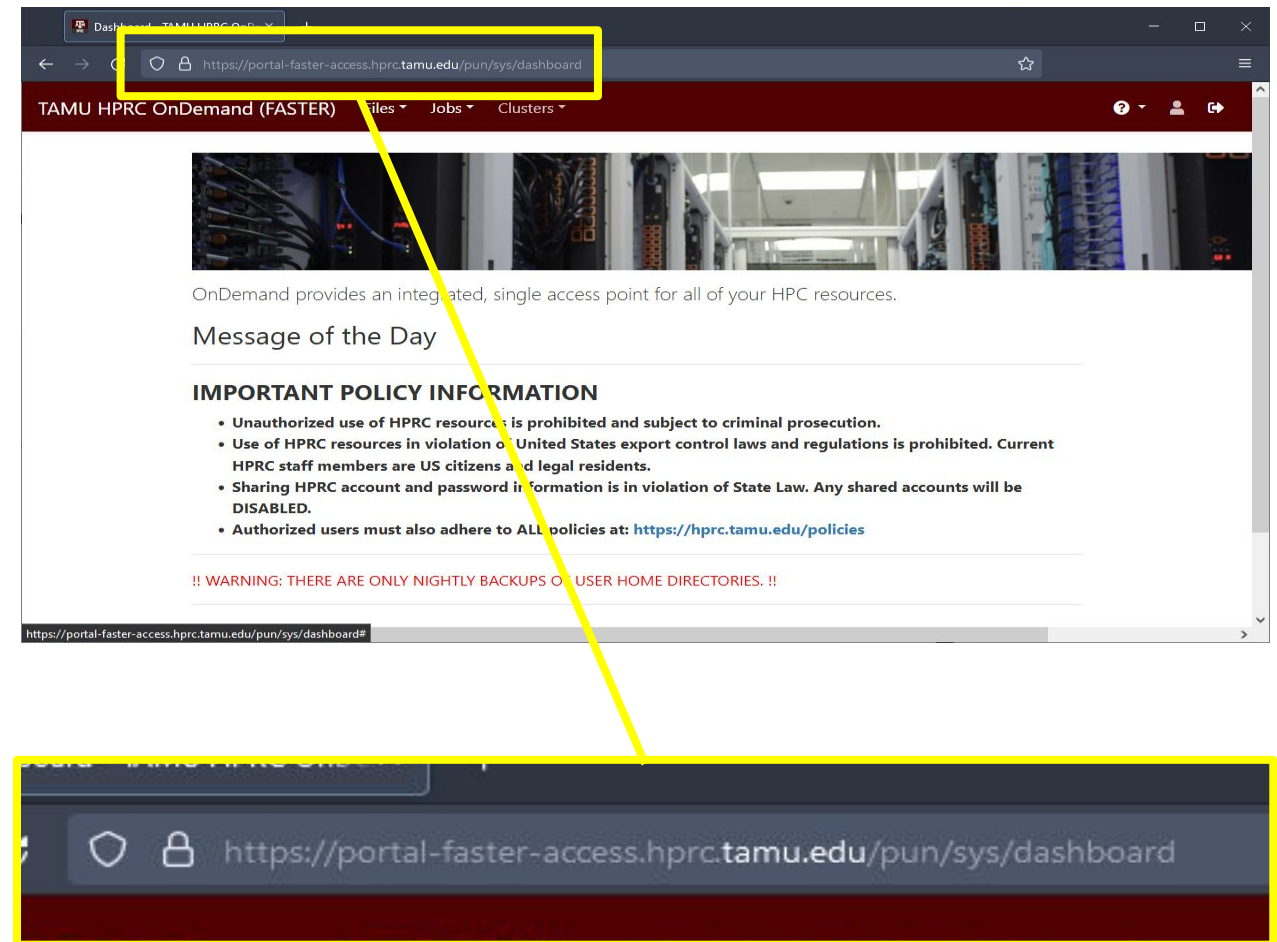 https://portal-faster-access.hprc.tamu.edu/pun/sys/dashboard
TAMU HPRC OnDemand (FASTER) Files Jobs Clusters
OnDemand provides an integrated, single access point for all of your HPC resources.
Message of the Day
IMPORTANT POLICY INFORMATION
• Unauthorized use of HPRC resources is prohibited and subject to criminal prosecution.
• Use of HPRC resources in violation of United States export control laws and regulations is prohibited. Current
HPRC staff members are US citizens and legal residents.
• Sharing HPRC account and password information is in violation of State Law. Any shared accounts will be
DISABLED.
• Authorized users must also adhere to ALL policies at: https://hprc.tamu.edu/policies
!! WARNING: THERE ARE ONLY NIGHTLY BACKUPS OF USER HOME DIRECTORIES. !!
https://portal-faster-access.hprc.tamu.edu/pun/sys/dashboard#
https://portal-faster-access.hprc.tamu.edu/pun/sys/dashboard